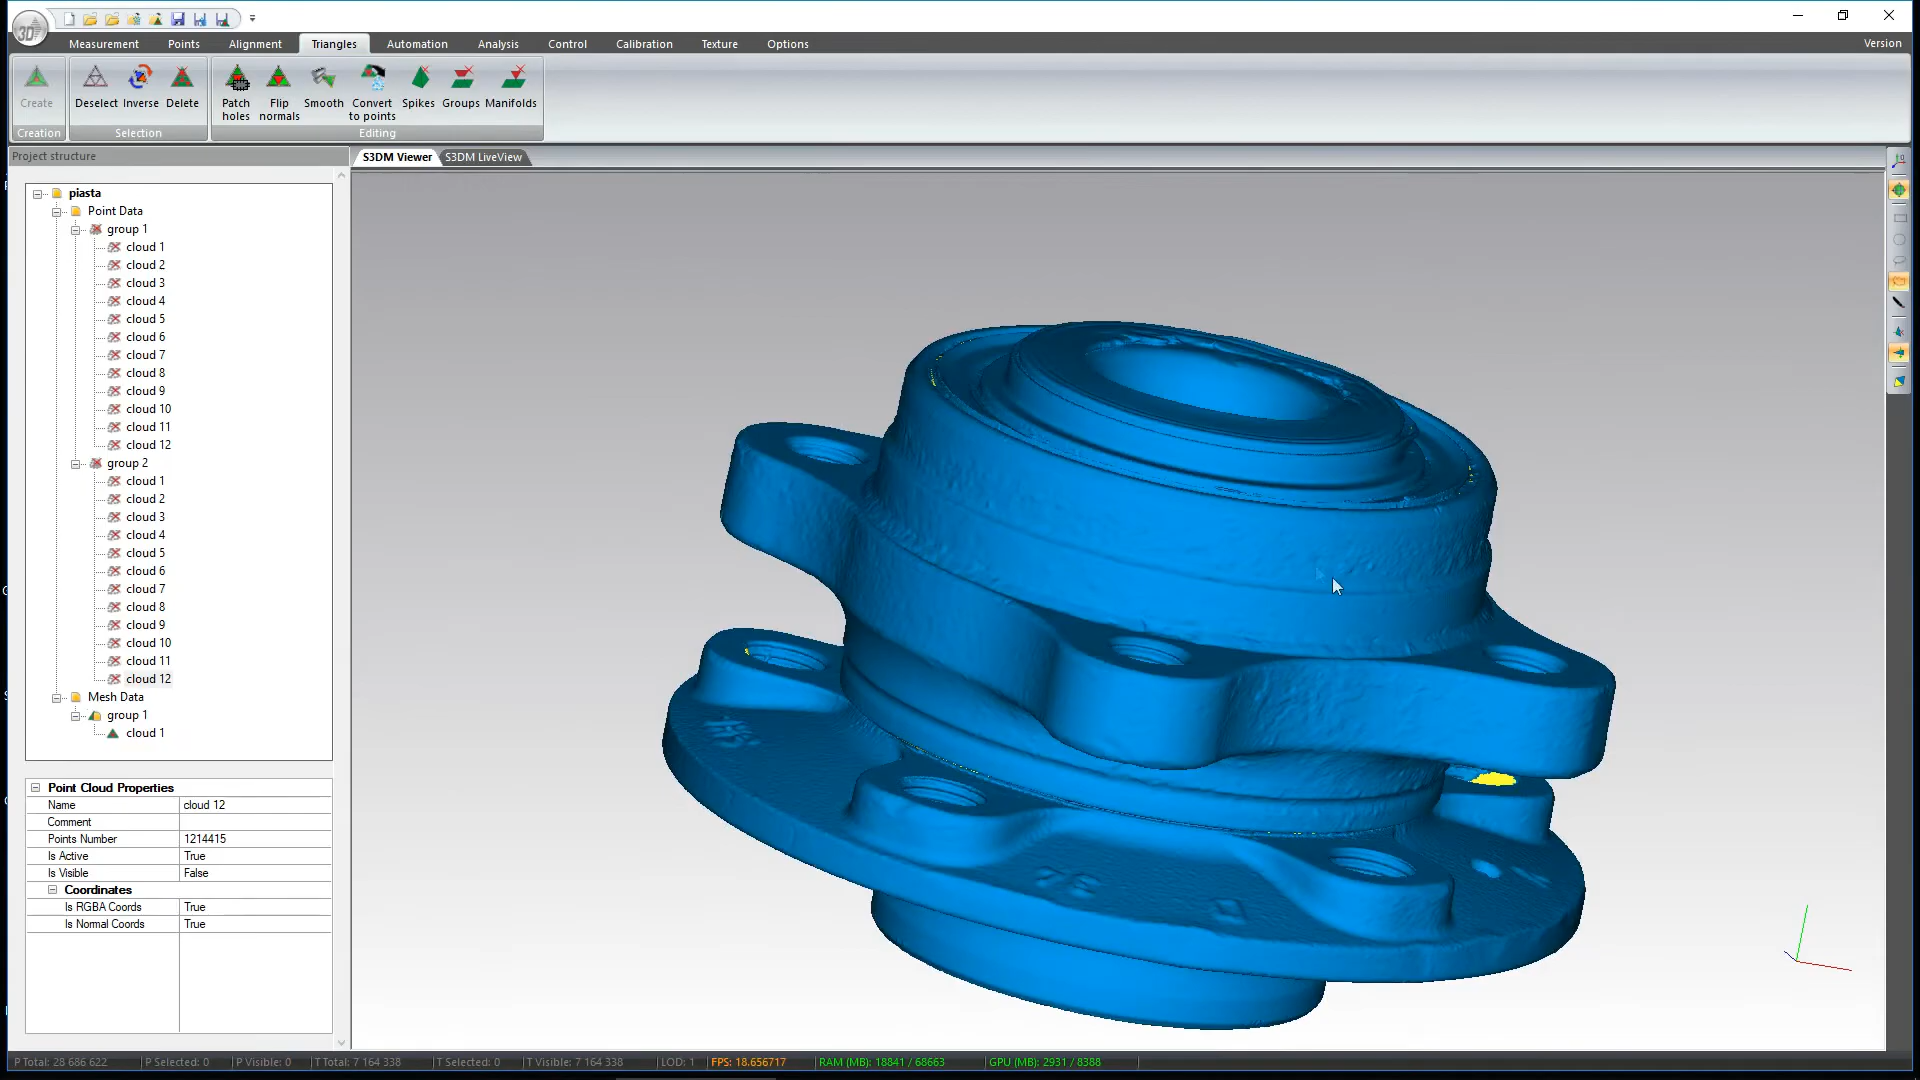 3D
Measurement Points Alignment Triangles Automation Analysis Control Calibration Texture Options Version
Create Deselect Inverse Delete Patch holes Flip normals Smooth Convert to points Spikes Groups Manifolds
Creation Selection Editing
Project structure
S3DM Viewer S3DM LiveView
piasta
Point Data
group 1
cloud 1
cloud 2
cloud 3
cloud 4
cloud 5
cloud 6
cloud 7
cloud 8
cloud 9
cloud 10
cloud 11
cloud 12
group 2
cloud 1
cloud 2
cloud 3
cloud 4
cloud 5
cloud 6
cloud 7
cloud 8
cloud 9
cloud 10
cloud 11
cloud 12
Mesh Data
group 1
cloud 1
Point Cloud Properties
Name cloud 12
Comment
Points Number 1214415
Is Active True
Is Visible False
Coordinates
Is RGBA Coords True
Is Normal Coords True
P Total: 28 686 622 P Selected: 0 P Visible: 0 T Total: 7 164 338 T Selected: 0 T Visible: 7 164 338 LOD: 1 FPS: 18.656717 RAM (MB): 18841 / 68663 GPU (MB): 2931 / 8388